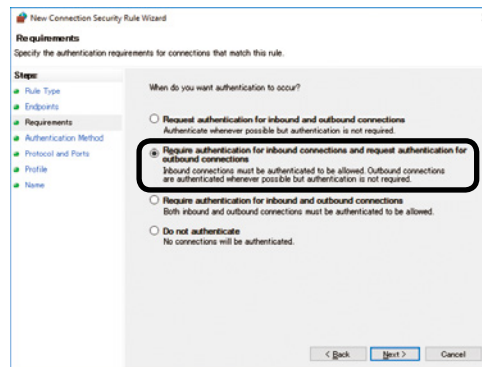 New Connection Security Rule Wizard
Requirements
Specify the authentication requirements for connections that match this rule.
Steps:
Rule Type
Endpoints
Requirements
Authentication Method
Protocol and Ports
Profile
Name
When do you want authentication to occur?
Request authentication for inbound and outbound connections
Authenticate whenever possible but authentication is not required.
Require authentication for inbound connections and request authentication for
outbound connections
Inbound connections must be authenticated to be allowed. Outbound connections
are authenticated whenever possible but authentication is not required.
Require authentication for inbound and outbound connections
Both inbound and outbound connections must be authenticated to be allowed.
Do not authenticate
No connections will be authenticated.
< Back Next > Cancel